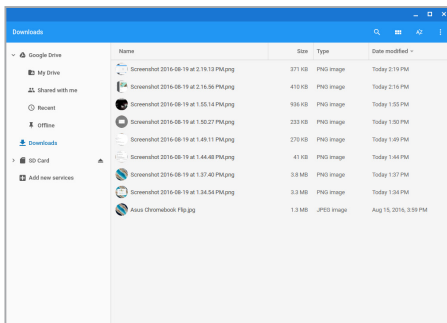 Downloads
Google Drive
My Drive
Shared with me
Recent
Offline
Downloads
SD Card
Add new services
Name Size Type Date modified
Screenshot 2016-08-19 at 2.19.13 PM.png 371 KB PNG image Today 2:19 PM
Screenshot 2016-08-19 at 2.16.56 PM.png 410 KB PNG image Today 2:16 PM
Screenshot 2016-08-19 at 1.55.14 PM.png 936 KB PNG image Today 1:55 PM
Screenshot 2016-08-19 at 1.50.27 PM.png 233 KB PNG image Today 1:50 PM
Screenshot 2016-08-19 at 1.49.11 PM.png 270 KB PNG image Today 1:49 PM
Screenshot 2016-08-19 at 1.44.48 PM.png 41 KB PNG image Today 1:44 PM
Screenshot 2016-08-19 at 1.37.40 PM.png 3.8 MB PNG image Today 1:37 PM
Screenshot 2016-08-19 at 1.34.54 PM.png 3.3 MB PNG image Today 1:34 PM
Asus Chromebook Flip.jpg 1.3 MB JPEG image Aug 15, 2016, 3:59 PM